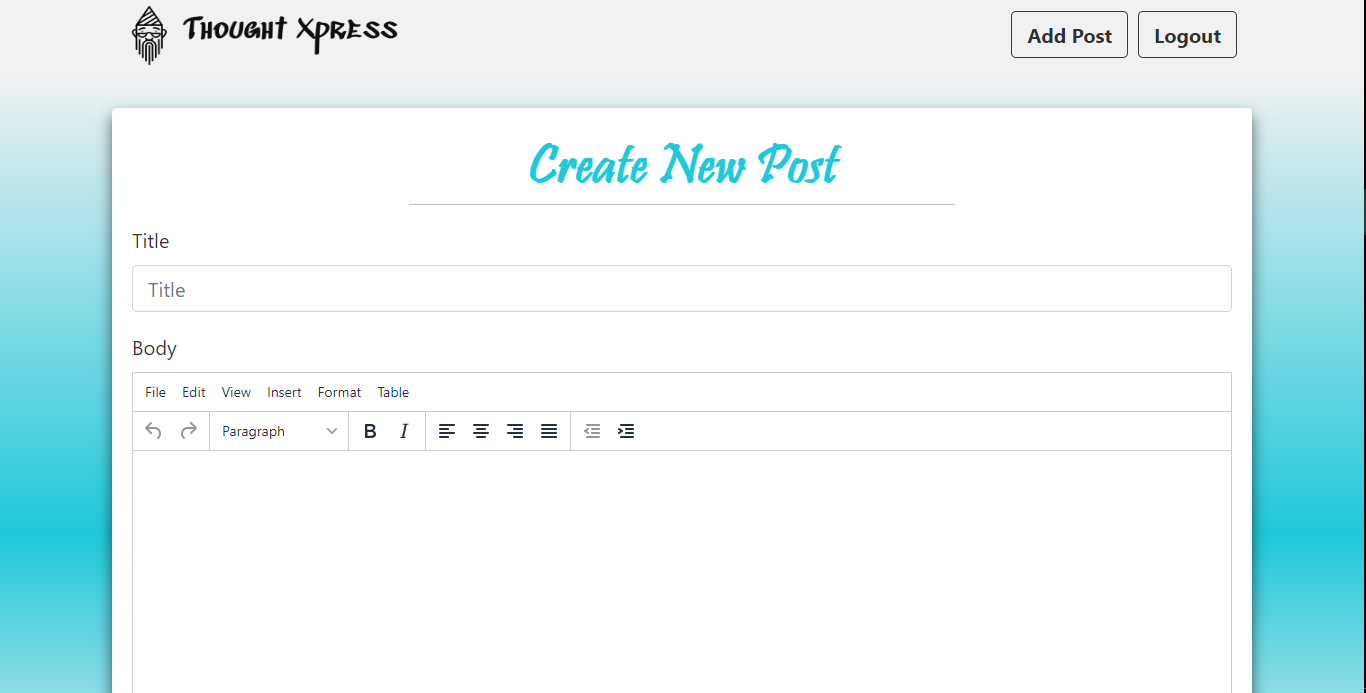 Thought Xpress
Add Post
Logout
Create New Post
Title
Title
Body
File Edit View Insert Format Table
Paragraph B I